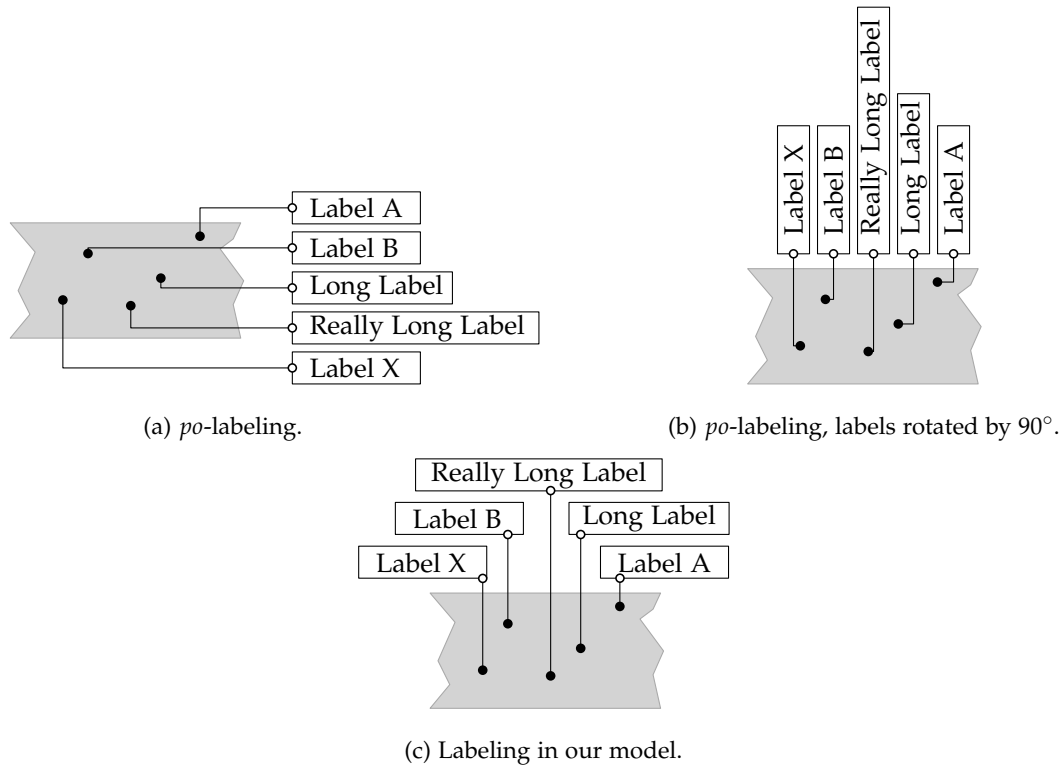 Label A
Label B
Long Label
Really Long Label
Label X
(a) po-labeling.
Label X
Label B
Really Long Label
Long Label
Label A
(b) po-labeling, labels rotated by 90°.
Really Long Label
Label B
Long Label
Label X
Label A
(c) Labeling in our model.